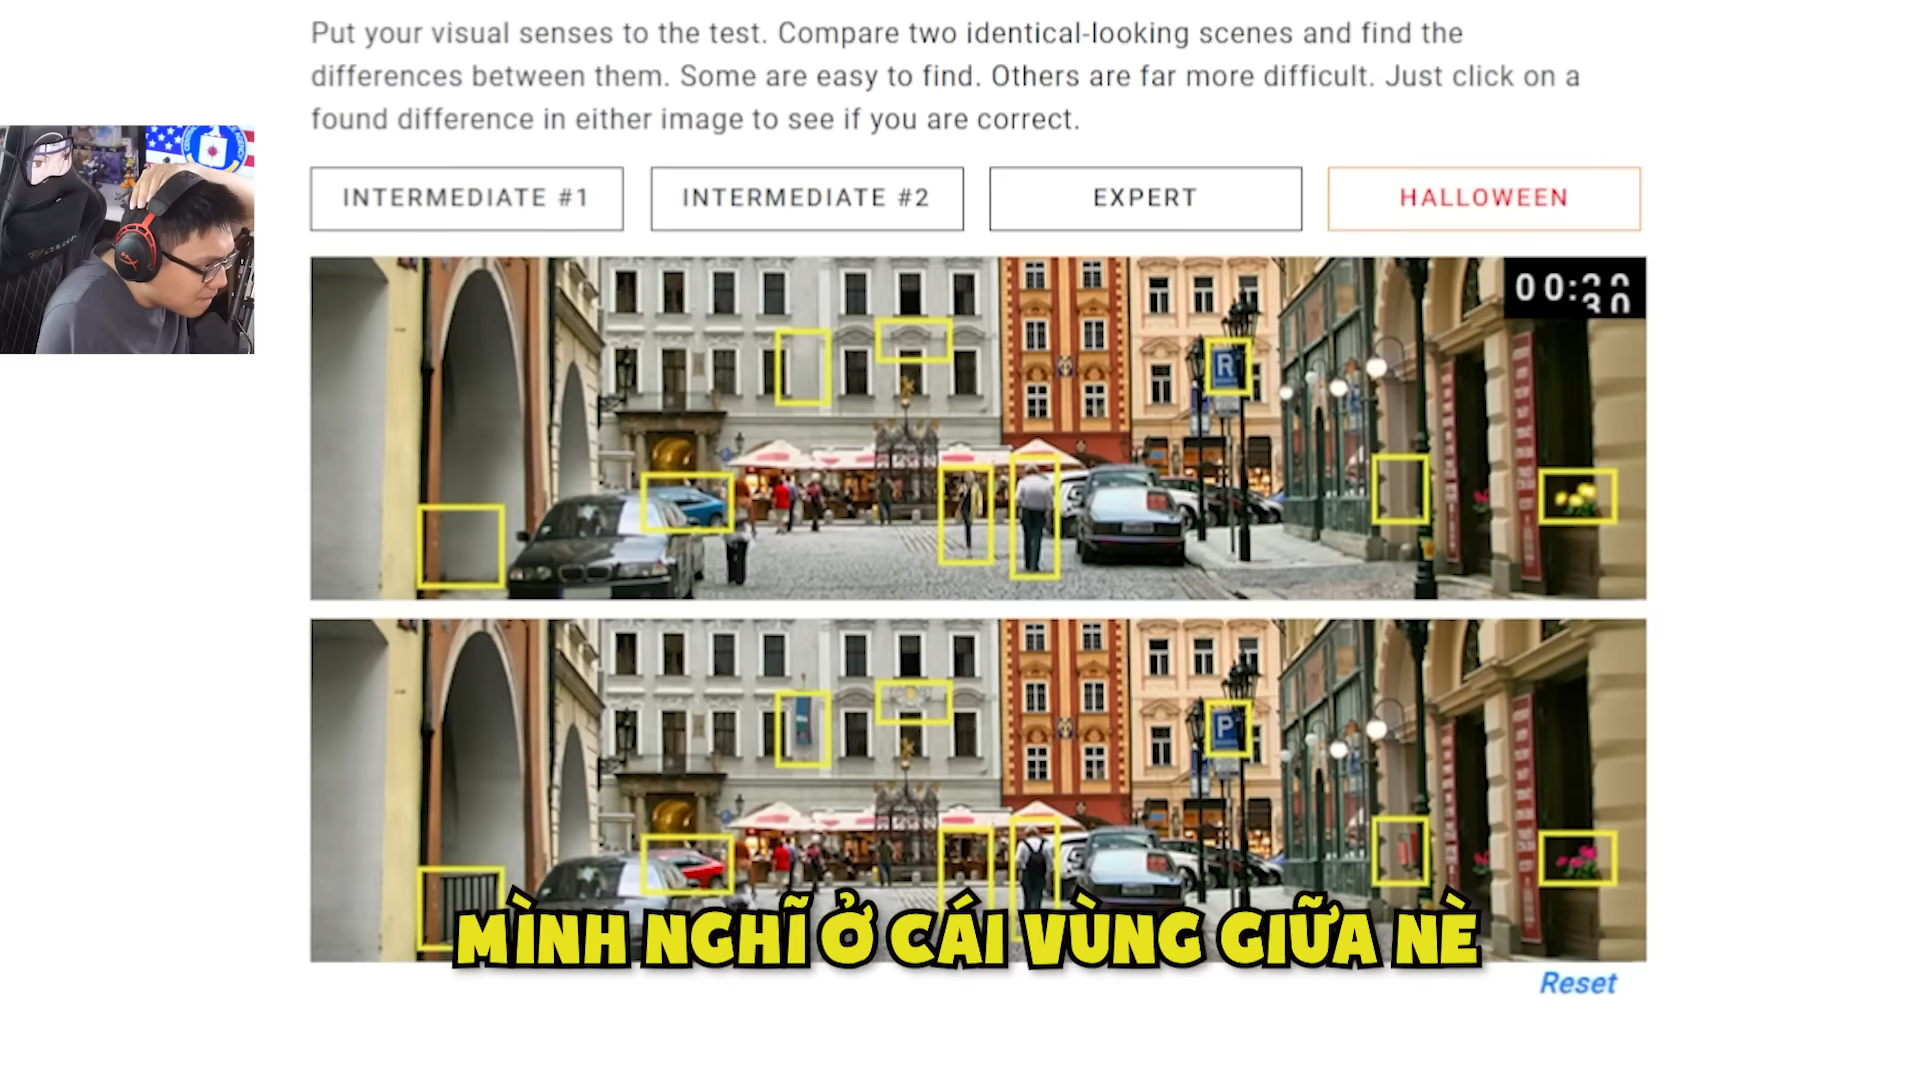 Put your visual senses to the test. Compare two identical-looking scenes and find the
differences between them. Some are easy to find. Others are far more difficult. Just click on a
found difference in either image to see if you are correct.
INTERMEDIATE #1
INTERMEDIATE #2
EXPERT
HALLOWEEN
R
P
MÌNH NGHĨ Ở CÁI VÙNG GIỮA NÈ
Reset